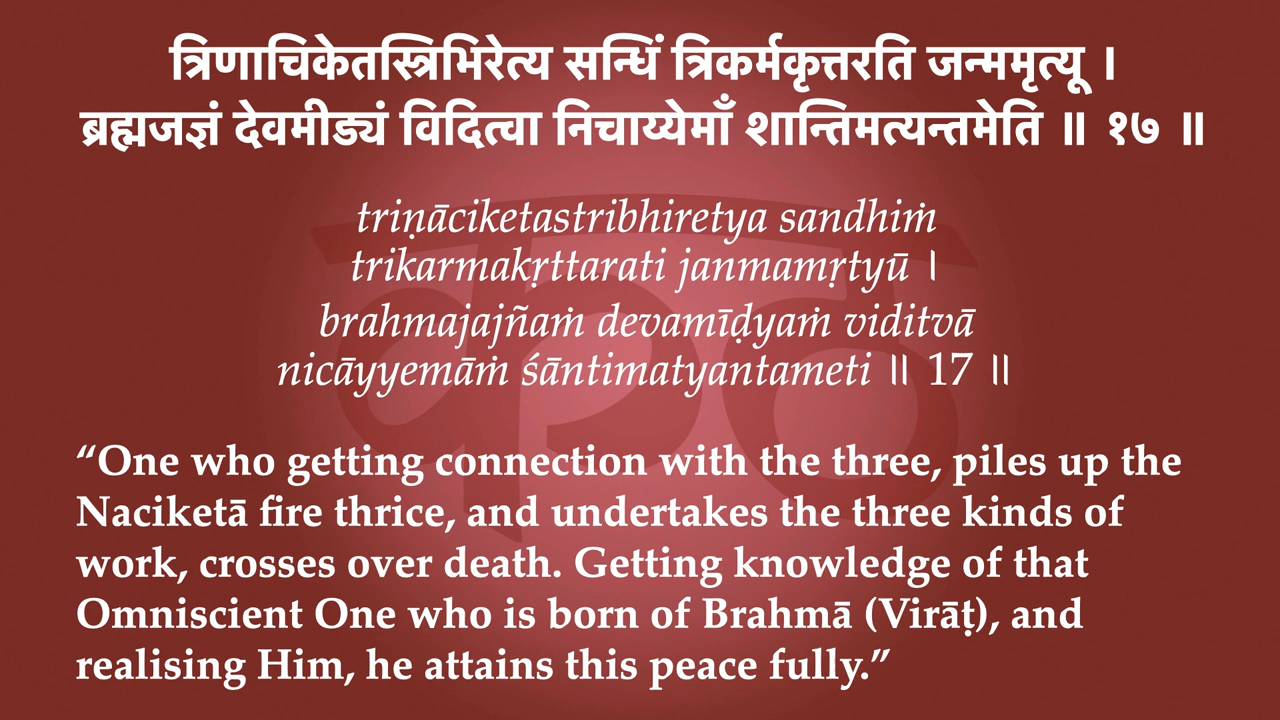 त्रिणाचिकेतस्त्रिभिरेत्य सन्धिं त्रिकर्मकृत्तरति जन्ममृत्यू ।
ब्रह्मजज्ञं देवमीड्यं विदित्वा निचाय्येमाँ शान्तिमत्यन्तमेति ॥ १७ ॥
triṇāciketastribhiretya sandhiṁ
trikarmakṛttarati janmamṛtyū ।
brahmajajñaṁ devamīḍyaṁ viditvā
nicāyyemāṁ śāntimatyantameti ॥ 17 ॥
“One who getting connection with the three, piles up the
Naciketā fire thrice, and undertakes the three kinds of
work, crosses over death. Getting knowledge of that
Omniscient One who is born of Brahmā (Virāṭ), and
realising Him, he attains this peace fully.”